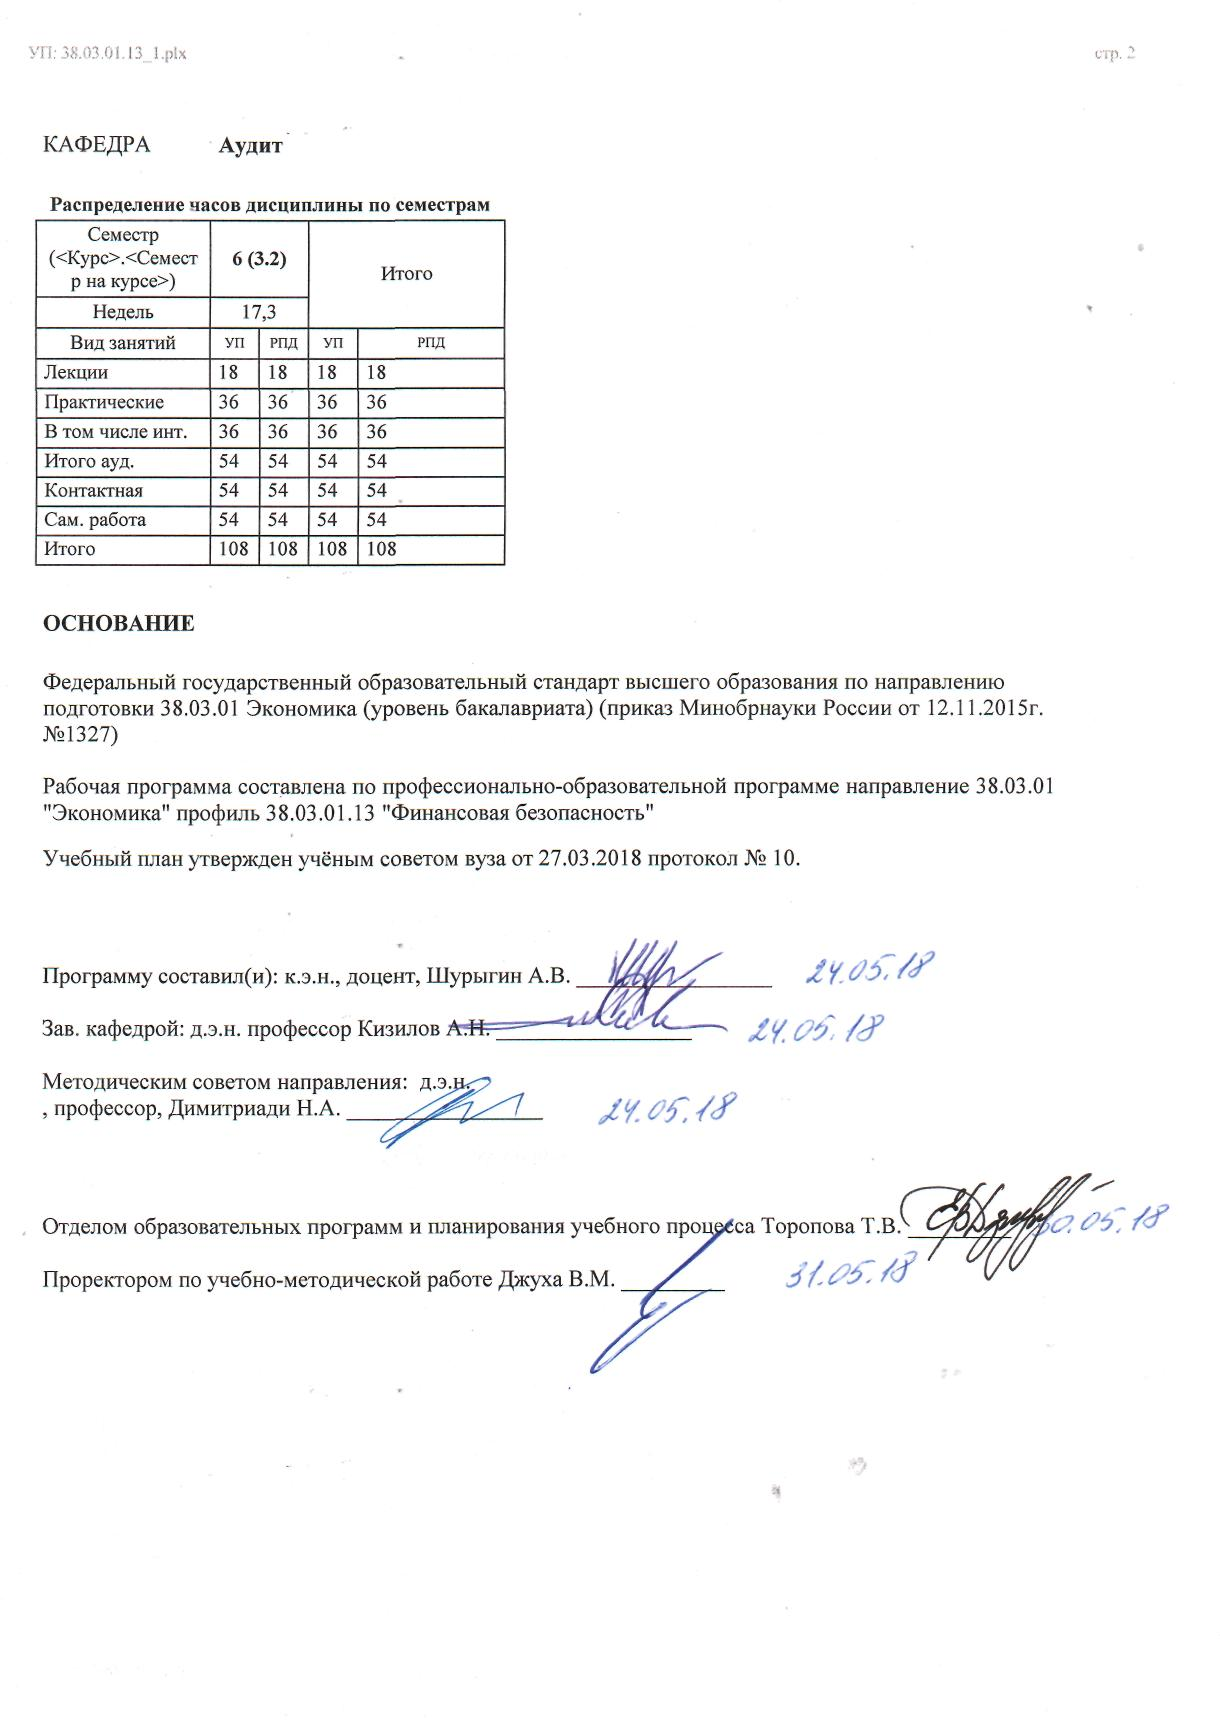 УП: 38.03.01.13_1.plx стр. 2
КАФЕДРА Аудит
Распределение часов дисциплины по семестрам
Семестр
(<Курс>.<Семест
р на курсе>) 6 (3.2) Итого
Недель 17,3
Вид занятий УП РПД УП РПД
Лекции 18 18 18 18
Практические 36 36 36 36
В том числе инт. 36 36 36 36
Итого ауд. 54 54 54 54
Контактная 54 54 54 54
Сам. работа 54 54 54 54
Итого 108 108 108 108
ОСНОВАНИЕ
Федеральный государственный образовательный стандарт высшего образования по направлению
подготовки 38.03.01 Экономика (уровень бакалавриата) (приказ Минобрнауки России от 12.11.2015г.
№1327)
Рабочая программа составлена по профессионально-образовательной программе направление 38.03.01
"Экономика" профиль 38.03.01.13 "Финансовая безопасность"
Учебный план утвержден учёным советом вуза от 27.03.2018 протокол № 10.
Программу составил(и): к.э.н., доцент, Шурыгин А.В. 24.05.18
Зав. кафедрой: д.э.н. профессор Кизилов А.Н. 24.05.18
Методическим советом направления: д.э.н.
, профессор, Димитриади Н.А. 24.05.18
Отделом образовательных программ и планирования учебного процесса Торопова Т.В. 30.05.18
Проректором по учебно-методической работе Джуха В.М. 31.05.18